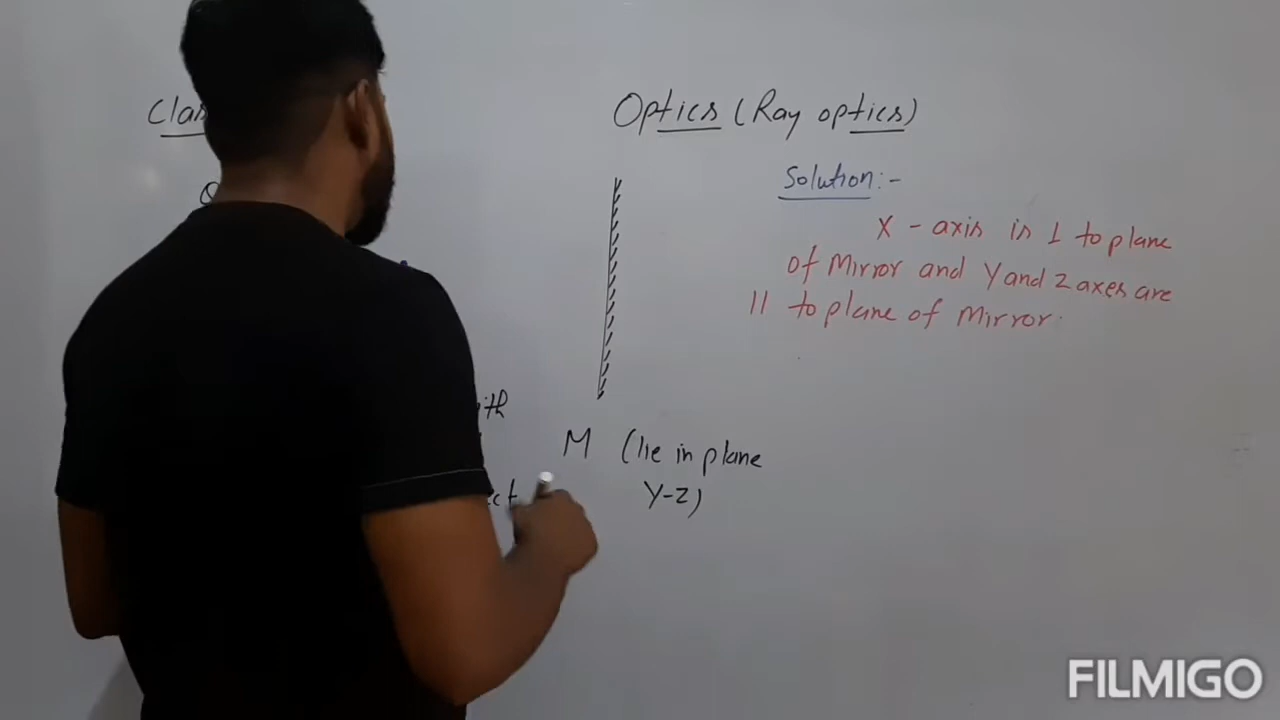 Optics (Ray optics)
Solution:-
X - axis is ⊥ to plane
of Mirror and Y and Z axes are
|| to plane of Mirror.
M (lie in plane
Y-Z)
FILMIGO